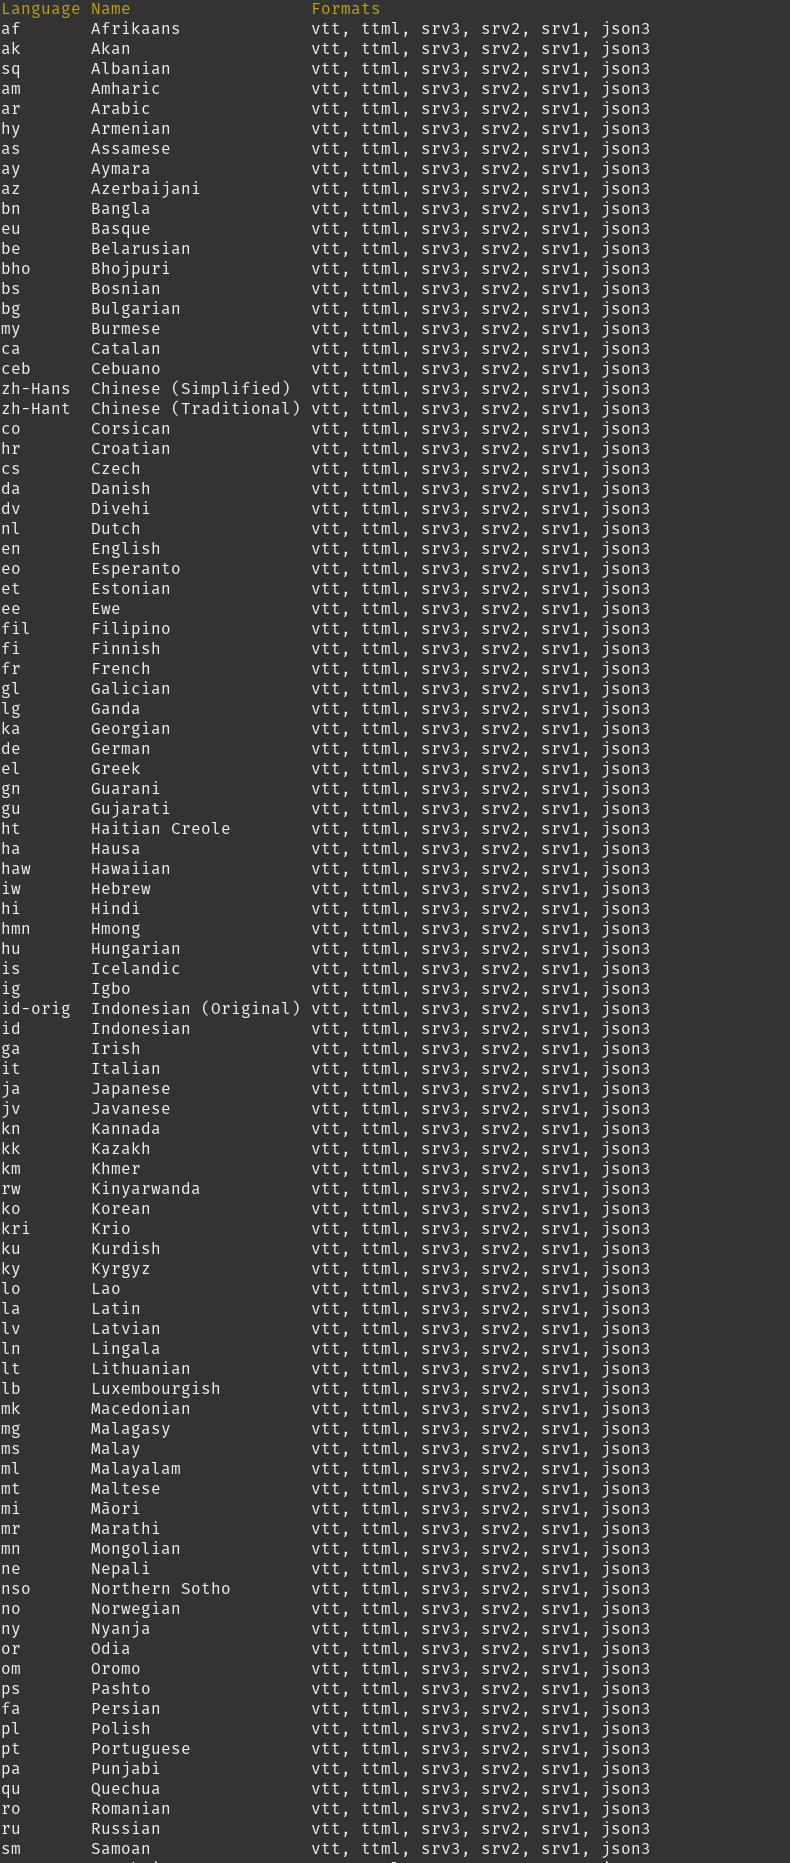 Language Name                  Formats
af       Afrikaans             vtt, ttml, srv3, srv2, srv1, json3
ak       Akan                  vtt, ttml, srv3, srv2, srv1, json3
sq       Albanian              vtt, ttml, srv3, srv2, srv1, json3
am       Amharic               vtt, ttml, srv3, srv2, srv1, json3
ar       Arabic                vtt, ttml, srv3, srv2, srv1, json3
hy       Armenian              vtt, ttml, srv3, srv2, srv1, json3
as       Assamese              vtt, ttml, srv3, srv2, srv1, json3
ay       Aymara                vtt, ttml, srv3, srv2, srv1, json3
az       Azerbaijani           vtt, ttml, srv3, srv2, srv1, json3
bn       Bangla                vtt, ttml, srv3, srv2, srv1, json3
eu       Basque                vtt, ttml, srv3, srv2, srv1, json3
be       Belarusian            vtt, ttml, srv3, srv2, srv1, json3
bho      Bhojpuri              vtt, ttml, srv3, srv2, srv1, json3
bs       Bosnian               vtt, ttml, srv3, srv2, srv1, json3
bg       Bulgarian             vtt, ttml, srv3, srv2, srv1, json3
my       Burmese               vtt, ttml, srv3, srv2, srv1, json3
ca       Catalan               vtt, ttml, srv3, srv2, srv1, json3
ceb      Cebuano               vtt, ttml, srv3, srv2, srv1, json3
zh-Hans  Chinese (Simplified)  vtt, ttml, srv3, srv2, srv1, json3
zh-Hant  Chinese (Traditional) vtt, ttml, srv3, srv2, srv1, json3
co       Corsican              vtt, ttml, srv3, srv2, srv1, json3
hr       Croatian              vtt, ttml, srv3, srv2, srv1, json3
cs       Czech                 vtt, ttml, srv3, srv2, srv1, json3
da       Danish                vtt, ttml, srv3, srv2, srv1, json3
dv       Divehi                vtt, ttml, srv3, srv2, srv1, json3
nl       Dutch                 vtt, ttml, srv3, srv2, srv1, json3
en       English               vtt, ttml, srv3, srv2, srv1, json3
eo       Esperanto             vtt, ttml, srv3, srv2, srv1, json3
et       Estonian              vtt, ttml, srv3, srv2, srv1, json3
ee       Ewe                   vtt, ttml, srv3, srv2, srv1, json3
fil      Filipino              vtt, ttml, srv3, srv2, srv1, json3
fi       Finnish               vtt, ttml, srv3, srv2, srv1, json3
fr       French                vtt, ttml, srv3, srv2, srv1, json3
gl       Galician              vtt, ttml, srv3, srv2, srv1, json3
lg       Ganda                 vtt, ttml, srv3, srv2, srv1, json3
ka       Georgian              vtt, ttml, srv3, srv2, srv1, json3
de       German                vtt, ttml, srv3, srv2, srv1, json3
el       Greek                 vtt, ttml, srv3, srv2, srv1, json3
gn       Guarani               vtt, ttml, srv3, srv2, srv1, json3
gu       Gujarati              vtt, ttml, srv3, srv2, srv1, json3
ht       Haitian Creole        vtt, ttml, srv3, srv2, srv1, json3
ha       Hausa                 vtt, ttml, srv3, srv2, srv1, json3
haw      Hawaiian              vtt, ttml, srv3, srv2, srv1, json3
iw       Hebrew                vtt, ttml, srv3, srv2, srv1, json3
hi       Hindi                 vtt, ttml, srv3, srv2, srv1, json3
hmn      Hmong                 vtt, ttml, srv3, srv2, srv1, json3
hu       Hungarian             vtt, ttml, srv3, srv2, srv1, json3
is       Icelandic             vtt, ttml, srv3, srv2, srv1, json3
ig       Igbo                  vtt, ttml, srv3, srv2, srv1, json3
id-orig  Indonesian (Original) vtt, ttml, srv3, srv2, srv1, json3
id       Indonesian            vtt, ttml, srv3, srv2, srv1, json3
ga       Irish                 vtt, ttml, srv3, srv2, srv1, json3
it       Italian               vtt, ttml, srv3, srv2, srv1, json3
ja       Japanese              vtt, ttml, srv3, srv2, srv1, json3
jv       Javanese              vtt, ttml, srv3, srv2, srv1, json3
kn       Kannada               vtt, ttml, srv3, srv2, srv1, json3
kk       Kazakh                vtt, ttml, srv3, srv2, srv1, json3
km       Khmer                 vtt, ttml, srv3, srv2, srv1, json3
rw       Kinyarwanda           vtt, ttml, srv3, srv2, srv1, json3
ko       Korean                vtt, ttml, srv3, srv2, srv1, json3
kri      Krio                  vtt, ttml, srv3, srv2, srv1, json3
ku       Kurdish               vtt, ttml, srv3, srv2, srv1, json3
ky       Kyrgyz                vtt, ttml, srv3, srv2, srv1, json3
lo       Lao                   vtt, ttml, srv3, srv2, srv1, json3
la       Latin                 vtt, ttml, srv3, srv2, srv1, json3
lv       Latvian               vtt, ttml, srv3, srv2, srv1, json3
ln       Lingala               vtt, ttml, srv3, srv2, srv1, json3
lt       Lithuanian            vtt, ttml, srv3, srv2, srv1, json3
lb       Luxembourgish         vtt, ttml, srv3, srv2, srv1, json3
mk       Macedonian            vtt, ttml, srv3, srv2, srv1, json3
mg       Malagasy              vtt, ttml, srv3, srv2, srv1, json3
ms       Malay                 vtt, ttml, srv3, srv2, srv1, json3
ml       Malayalam             vtt, ttml, srv3, srv2, srv1, json3
mt       Maltese               vtt, ttml, srv3, srv2, srv1, json3
mi       Māori                 vtt, ttml, srv3, srv2, srv1, json3
mr       Marathi               vtt, ttml, srv3, srv2, srv1, json3
mn       Mongolian             vtt, ttml, srv3, srv2, srv1, json3
ne       Nepali                vtt, ttml, srv3, srv2, srv1, json3
nso      Northern Sotho        vtt, ttml, srv3, srv2, srv1, json3
no       Norwegian             vtt, ttml, srv3, srv2, srv1, json3
ny       Nyanja                vtt, ttml, srv3, srv2, srv1, json3
or       Odia                  vtt, ttml, srv3, srv2, srv1, json3
om       Oromo                 vtt, ttml, srv3, srv2, srv1, json3
ps       Pashto                vtt, ttml, srv3, srv2, srv1, json3
fa       Persian               vtt, ttml, srv3, srv2, srv1, json3
pl       Polish                vtt, ttml, srv3, srv2, srv1, json3
pt       Portuguese            vtt, ttml, srv3, srv2, srv1, json3
pa       Punjabi               vtt, ttml, srv3, srv2, srv1, json3
qu       Quechua               vtt, ttml, srv3, srv2, srv1, json3
ro       Romanian              vtt, ttml, srv3, srv2, srv1, json3
ru       Russian               vtt, ttml, srv3, srv2, srv1, json3
sm       Samoan                vtt, ttml, srv3, srv2, srv1, json3